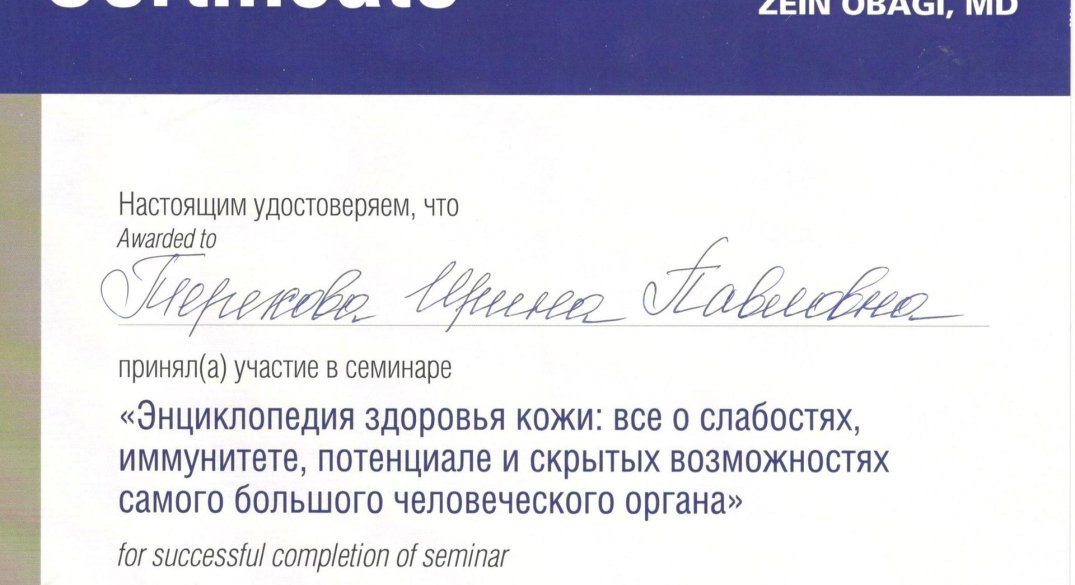 Certificate
ZEIN OBAGI, MD
Настоящим удостоверяем, что
Awarded to
Терехова Ирина Павловна
принял(а) участие в семинаре
«Энциклопедия здоровья кожи: все о слабостях,
иммунитете, потенциале и скрытых возможностях
самого большого человеческого органа»
for successful completion of seminar